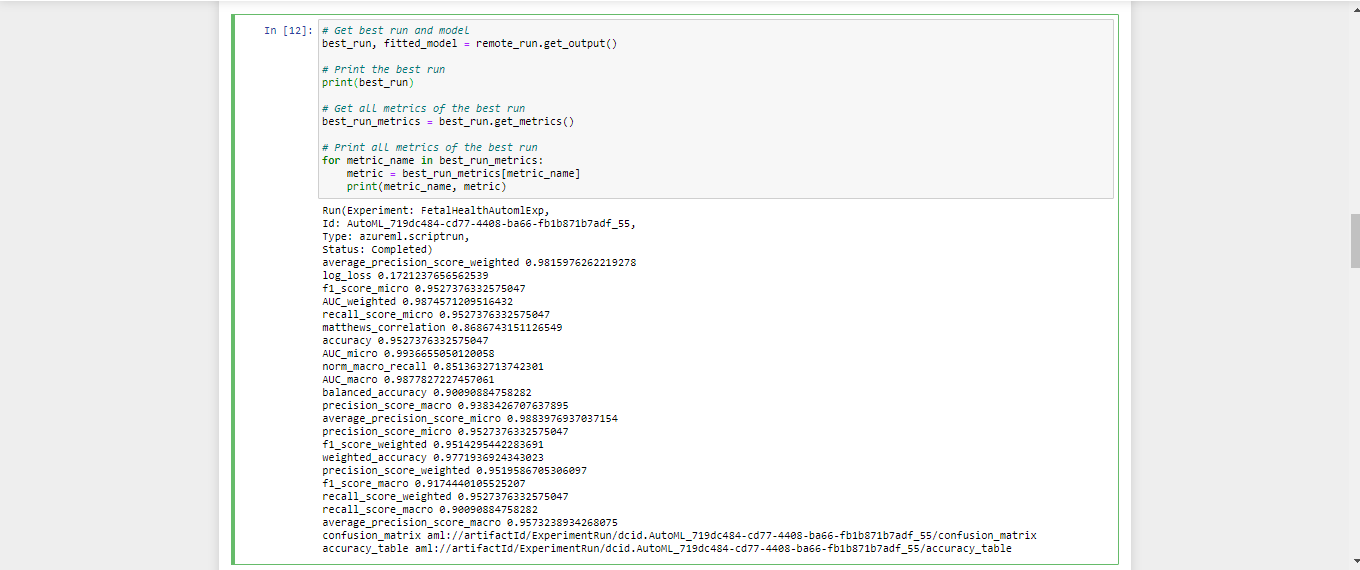 In [12]: # Get best run and model
best_run, fitted_model = remote_run.get_output()
# Print the best run
print(best_run)
# Get all metrics of the best run
best_run_metrics = best_run.get_metrics()
# Print all metrics of the best run
for metric_name in best_run_metrics:
    metric = best_run_metrics[metric_name]
    print(metric_name, metric)
Run(Experiment: FetalHealthAutomlExp,
Id: AutoML_719dc484-cd77-4408-ba66-fb1b871b7adf_55,
Type: azureml.scriptrun,
Status: Completed)
average_precision_score_weighted 0.9815976262219278
log_loss 0.1721237656562539
f1_score_micro 0.9527376332575047
AUC_weighted 0.9874571209516432
recall_score_micro 0.9527376332575047
matthews_correlation 0.8686743151126549
accuracy 0.9527376332575047
AUC_micro 0.9936655050120058
norm_macro_recall 0.8513632713742301
AUC_macro 0.9877827227457061
balanced_accuracy 0.90090884758282
precision_score_macro 0.9383426707637895
average_precision_score_micro 0.9883976937037154
precision_score_micro 0.9527376332575047
f1_score_weighted 0.9514295442283691
weighted_accuracy 0.9771936924343023
precision_score_weighted 0.9519586705306097
f1_score_macro 0.9174440105525207
recall_score_weighted 0.9527376332575047
recall_score_macro 0.90090884758282
average_precision_score_macro 0.9573238934268075
confusion_matrix aml://artifactId/ExperimentRun/dcid.AutoML_719dc484-cd77-4408-ba66-fb1b871b7adf_55/confusion_matrix
accuracy_table aml://artifactId/ExperimentRun/dcid.AutoML_719dc484-cd77-4408-ba66-fb1b871b7adf_55/accuracy_table